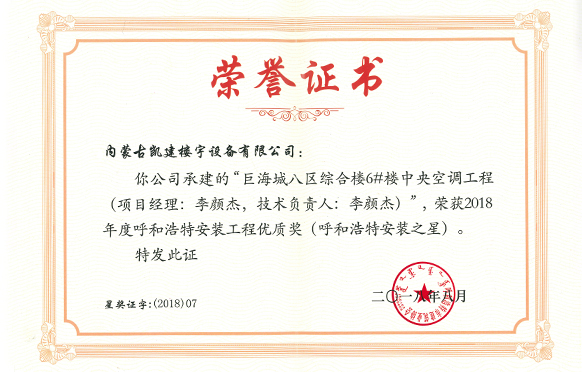 荣誉证书
内蒙古凯建楼宇设备有限公司：
你公司承建的“巨海城八区综合楼6#楼中央空调工程
（项目经理：李颜杰，技术负责人：李颜杰）”，荣获2018
年度呼和浩特安装工程优质奖（呼和浩特安装之星）。
特发此证
二〇一八年八月
星奖证字:(2018)07